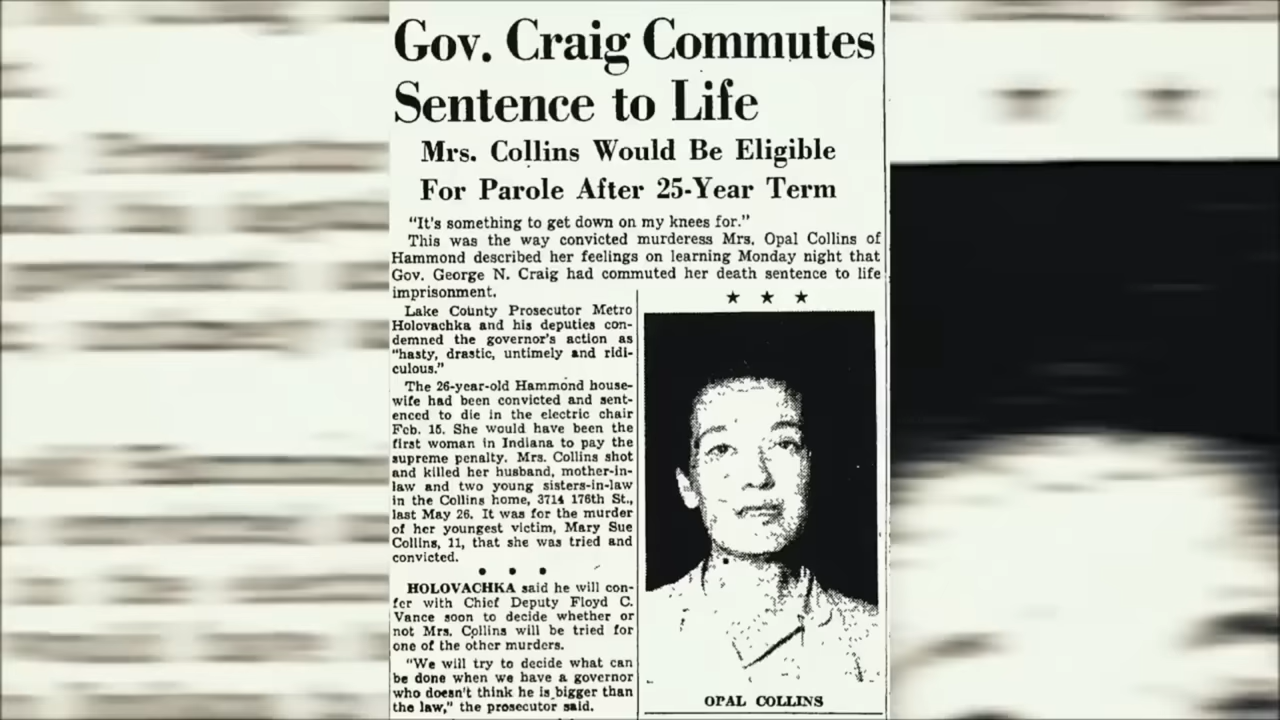 Gov. Craig Commutes
Sentence to Life
Mrs. Collins Would Be Eligible
For Parole After 25-Year Term
"It's something to get down on my knees for."
This was the way convicted murderess Mrs. Opal Collins of
Hammond described her feelings on learning Monday night that
Gov. George N. Craig had commuted her death sentence to life
imprisonment.
Lake County Prosecutor Metro
Holovachka and his deputies con-
demned the governor's action as
"hasty, drastic, untimely and ridi-
culous."
The 26-year-old Hammond house-
wife had been convicted and sent-
enced to die in the electric chair
Feb. 15. She would have been the
first woman in Indiana to pay the
supreme penalty. Mrs. Collins shot
and killed her husband, mother-in-
law and two young sisters-in-law
in the Collins home, 3714 176th St.,
last May 26. It was for the murder
of her youngest victim, Mary Sue
Collins, 11, that she was tried and
convicted.
HOLOVACHKA said he will con-
fer with Chief Deputy Floyd C.
Vance soon to decide whether or
not Mrs. Collins will be tried for
one of the other murders.
"We will try to decide what can
be done when we have a governor
who doesn't think he is bigger than
the law," the prosecutor said.
OPAL COLLINS